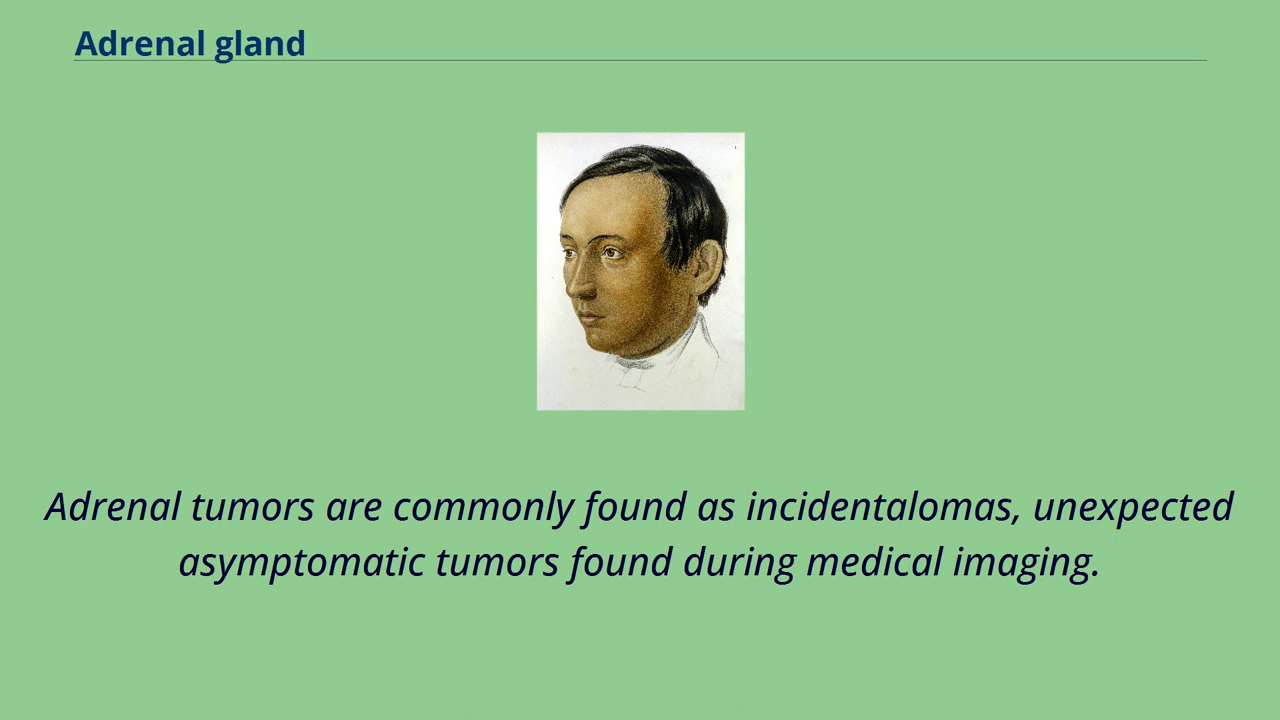 Adrenal gland
Adrenal tumors are commonly found as incidentalomas, unexpected
asymptomatic tumors found during medical imaging.